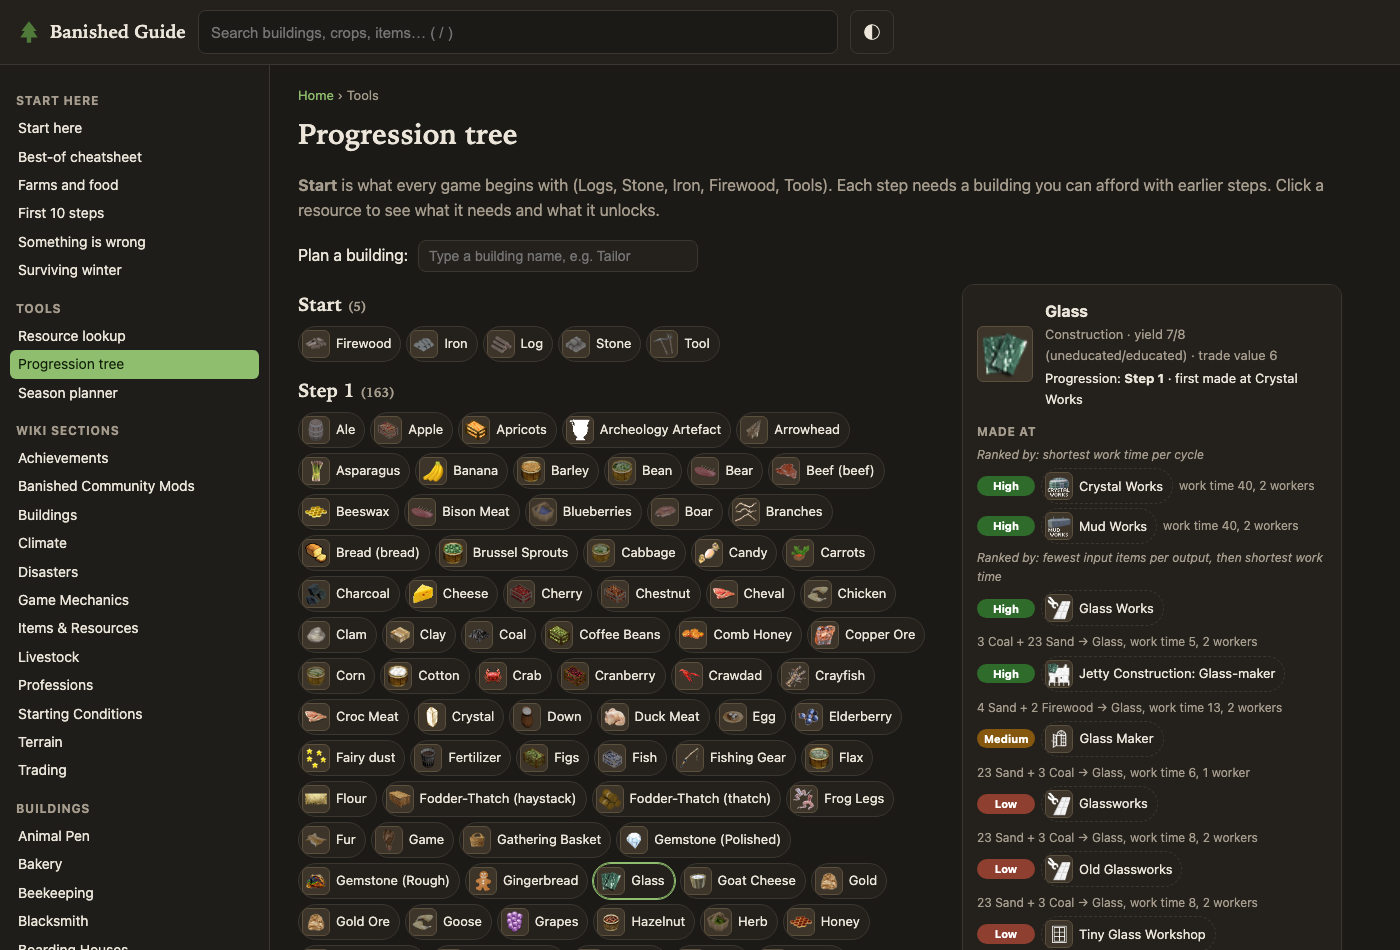 Banished Guide
Search buildings, crops, items… ( / )
START HERE
Start here
Best-of cheatsheet
Farms and food
First 10 steps
Something is wrong
Surviving winter
TOOLS
Resource lookup
Progression tree
Season planner
WIKI SECTIONS
Achievements
Banished Community Mods
Buildings
Climate
Disasters
Game Mechanics
Items & Resources
Livestock
Professions
Starting Conditions
Terrain
Trading
BUILDINGS
Animal Pen
Bakery
Beekeeping
Blacksmith
Boarding Houses
Home › Tools
Progression tree
Start is what every game begins with (Logs, Stone, Iron, Firewood, Tools). Each step needs a building you can afford with earlier steps. Click a
resource to see what it needs and what it unlocks.
Plan a building: Type a building name, e.g. Tailor
Start (5)
Firewood Iron Log Stone Tool
Step 1 (163)
Ale Apple Apricots Archeology Artefact Arrowhead
Asparagus Banana Barley Bean Bear Beef (beef)
Beeswax Bison Meat Blueberries Boar Branches
Bread (bread) Brussel Sprouts Cabbage Candy Carrots
Charcoal Cheese Cherry Chestnut Cheval Chicken
Clam Clay Coal Coffee Beans Comb Honey Copper Ore
Corn Cotton Crab Cranberry Crawdad Crayfish
Croc Meat Crystal Down Duck Meat Egg Elderberry
Fairy dust Fertilizer Figs Fish Fishing Gear Flax
Flour Fodder-Thatch (haystack) Fodder-Thatch (thatch) Frog Legs
Fur Game Gathering Basket Gemstone (Polished)
Gemstone (Rough) Gingerbread Glass Goat Cheese Gold
Gold Ore Goose Grapes Hazelnut Herb Honey
Glass
Construction · yield 7/8
(uneducated/educated) · trade value 6
Progression: Step 1 · first made at Crystal
Works
MADE AT
Ranked by: shortest work time per cycle
High CRYSTAL WORKS Crystal Works work time 40, 2 workers
High MUD WORKS Mud Works work time 40, 2 workers
Ranked by: fewest input items per output, then shortest work
time
High Glass Works
3 Coal + 23 Sand → Glass, work time 5, 2 workers
High Jetty Construction: Glass-maker
4 Sand + 2 Firewood → Glass, work time 13, 2 workers
Medium Glass Maker
23 Sand + 3 Coal → Glass, work time 6, 1 worker
Low Glassworks
23 Sand + 3 Coal → Glass, work time 8, 2 workers
Low Old Glassworks
23 Sand + 3 Coal → Glass, work time 8, 2 workers
Low Tiny Glass Workshop